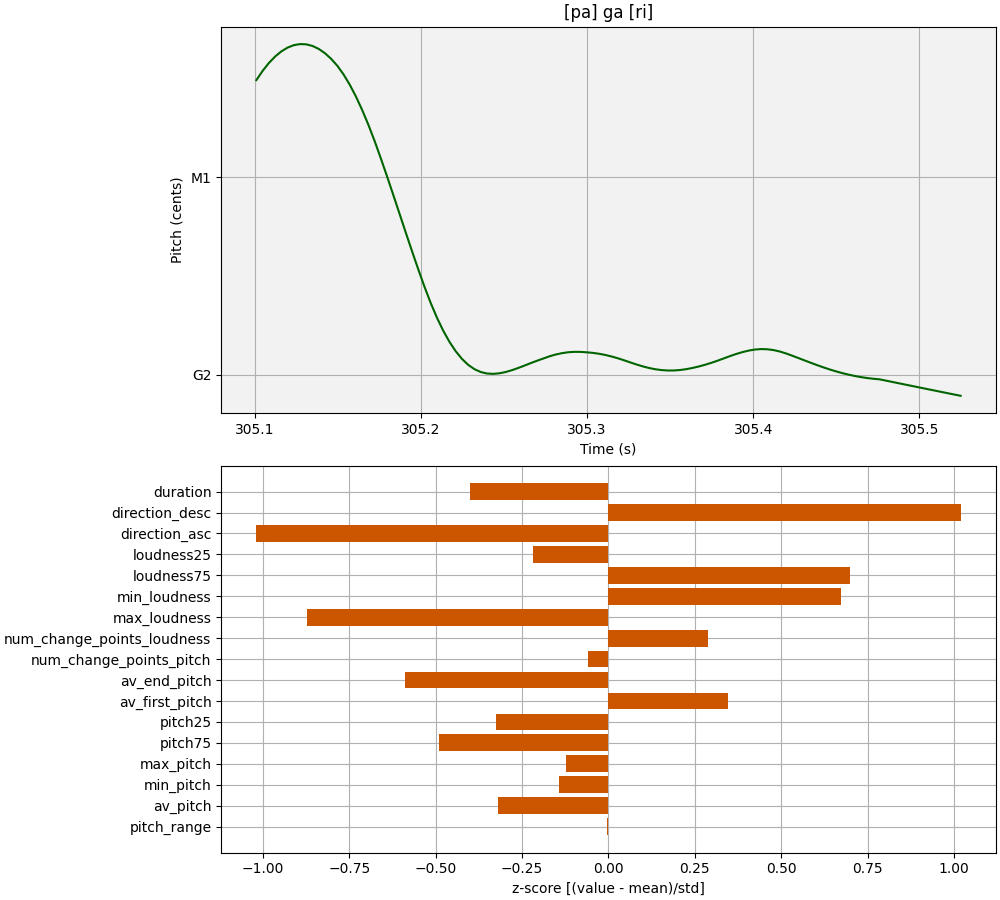 [pa] ga [ri]
Pitch (cents)
M1
G2
305.1 305.2 305.3 305.4 305.5
Time (s)
duration
direction_desc
direction_asc
loudness25
loudness75
min_loudness
max_loudness
num_change_points_loudness
num_change_points_pitch
av_end_pitch
av_first_pitch
pitch25
pitch75
max_pitch
min_pitch
av_pitch
pitch_range
−1.00 −0.75 −0.50 −0.25 0.00 0.25 0.50 0.75 1.00
z-score [(value - mean)/std]